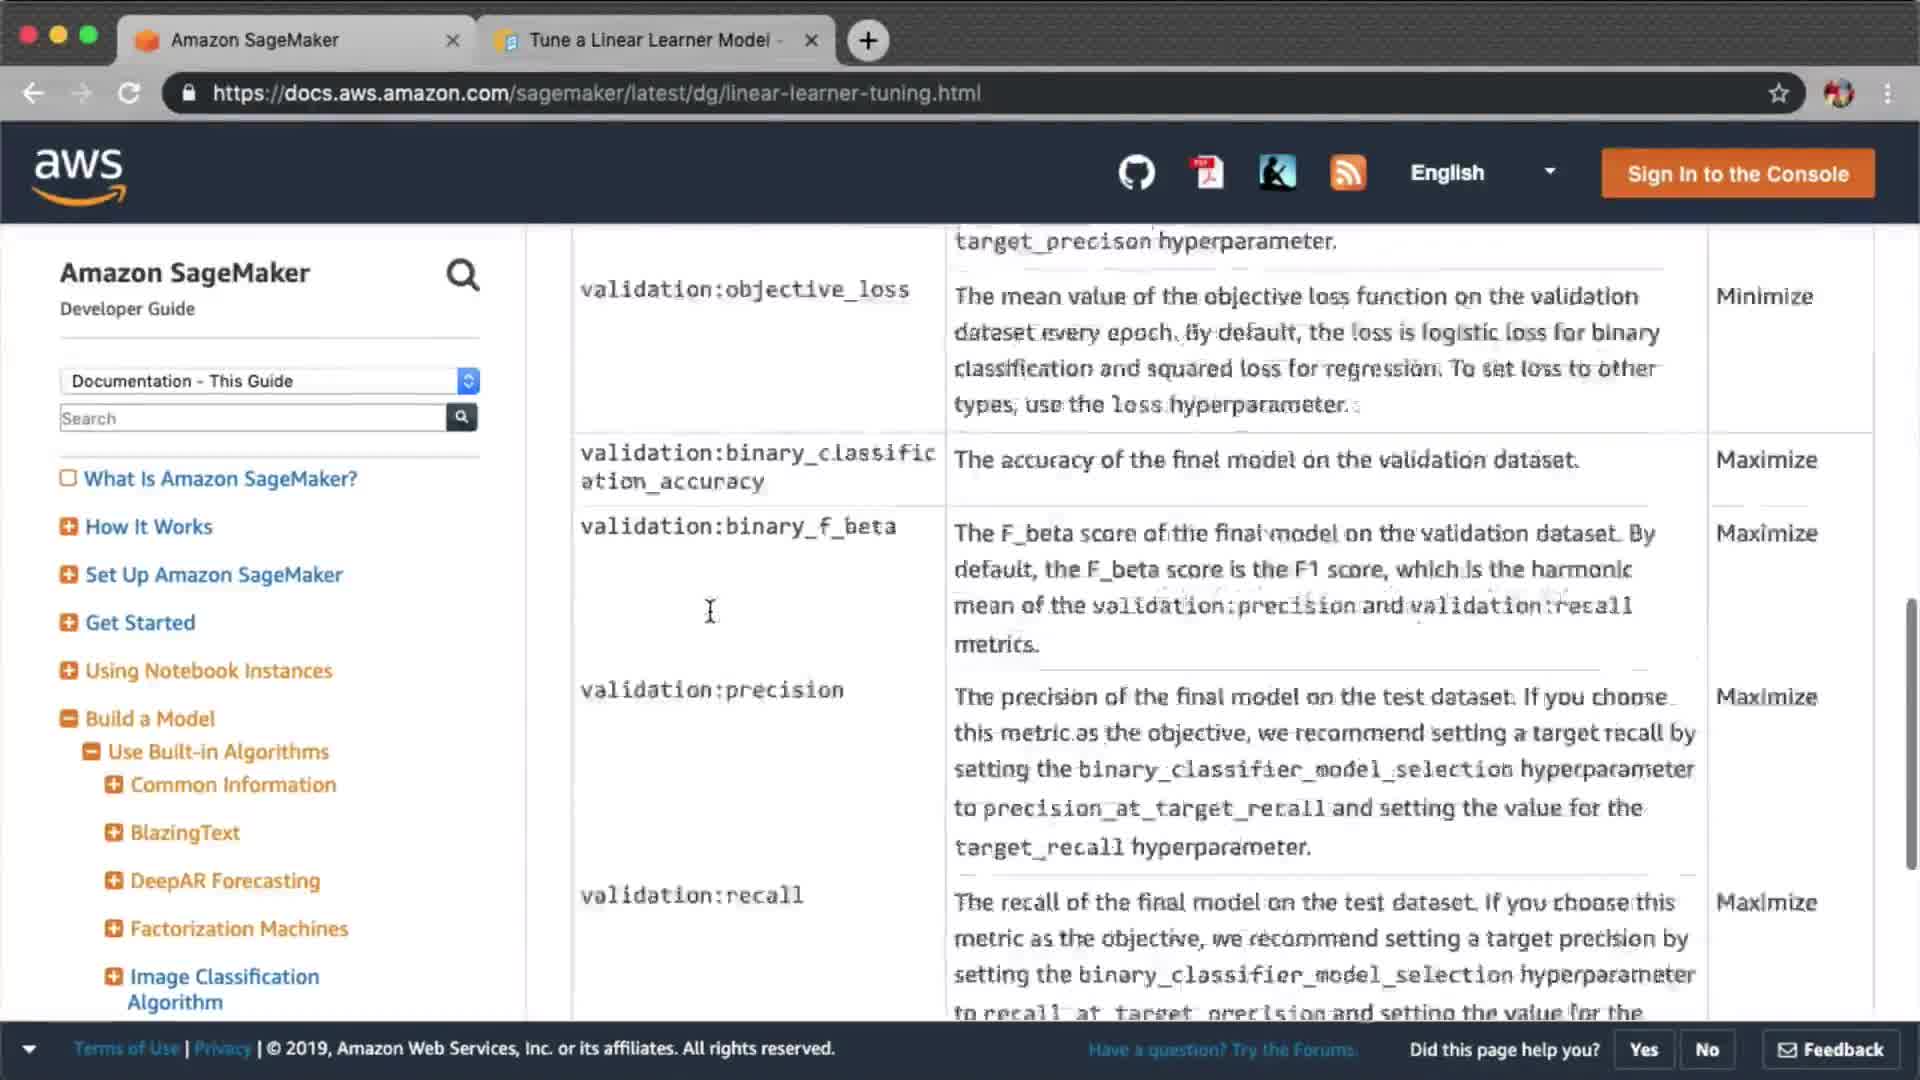 Amazon SageMaker
Tune a Linear Learner Model -
https://docs.aws.amazon.com/sagemaker/latest/dg/linear-learner-tuning.html
aws
PDF
English
Sign In to the Console
Amazon SageMaker
Developer Guide
Documentation - This Guide
Search
What Is Amazon SageMaker?
How It Works
Set Up Amazon SageMaker
Get Started
Using Notebook Instances
Build a Model
Use Built-in Algorithms
Common Information
BlazingText
DeepAR Forecasting
Factorization Machines
Image Classification
Algorithm
target_precison hyperparameter.
validation:objective_loss
The mean value of the objective loss function on the validation
dataset every epoch. By default, the loss is logistic loss for binary
classification and squared loss for regression. To set loss to other
types, use the loss hyperparameter.
Minimize
validation:binary_classific
ation_accuracy
The accuracy of the final model on the validation dataset.
Maximize
validation:binary_f_beta
The F_beta score of the final model on the validation dataset. By
default, the F_beta score is the F1 score, which is the harmonic
mean of the validation:precision and validation:recall
metrics.
Maximize
validation:precision
The precision of the final model on the test dataset. If you choose
this metric as the objective, we recommend setting a target recall by
setting the binary_classifier_model_selection hyperparameter
to precision_at_target_recall and setting the value for the
target_recall hyperparameter.
Maximize
validation:recall
The recall of the final model on the test dataset. If you choose this
metric as the objective, we recommend setting a target precision by
setting the binary_classifier_model_selection hyperparameter
to recall_at_target_precision and setting the value for the
Maximize
Terms of Use | Privacy | © 2019, Amazon Web Services, Inc. or its affiliates. All rights reserved.
Have a question? Try the Forums.
Did this page help you?
Yes
No
Feedback